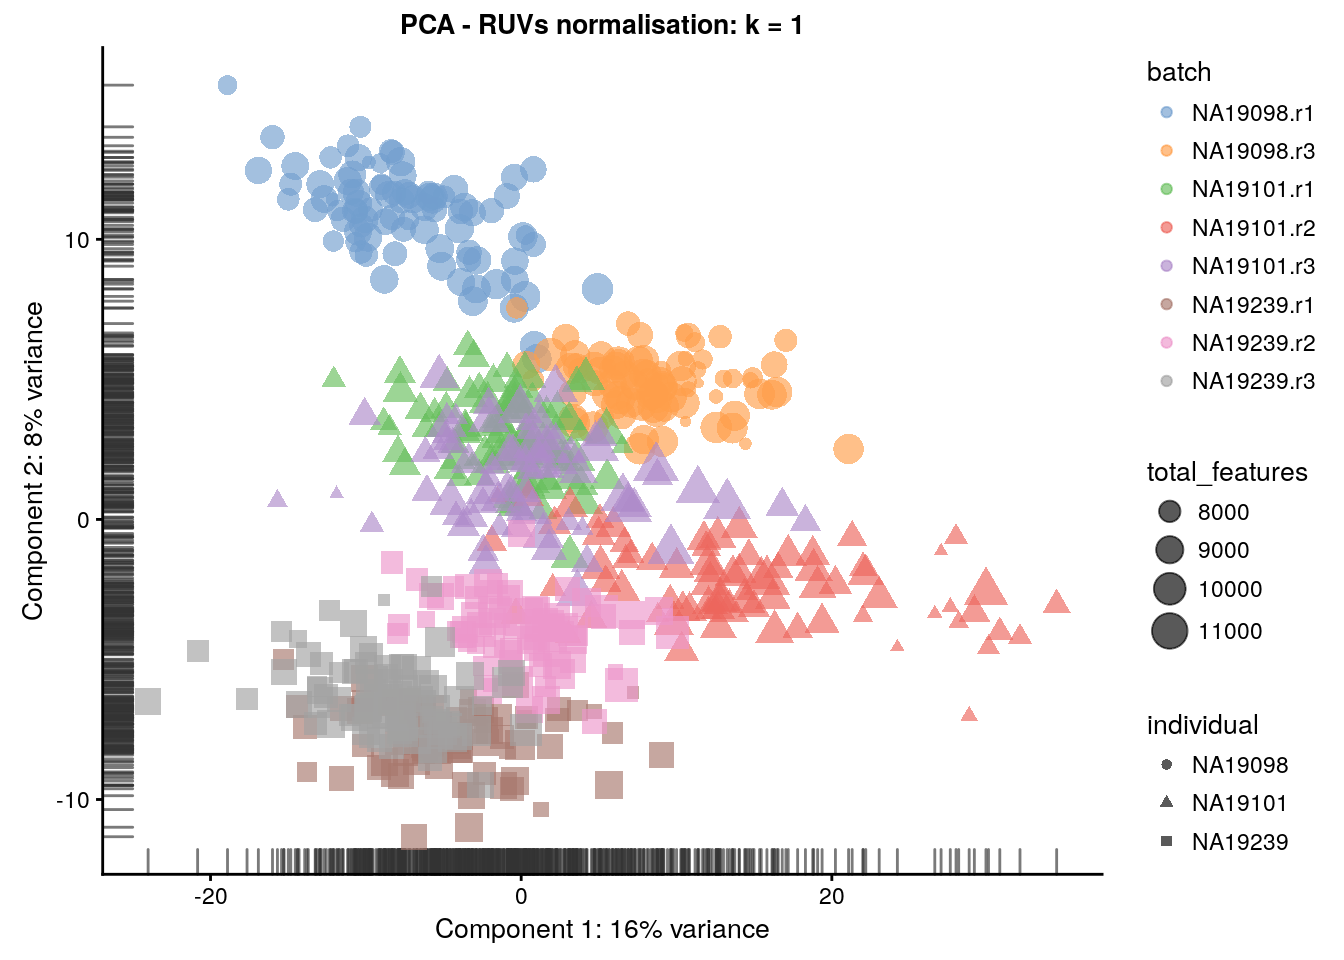 PCA - RUVs normalisation: k = 1
Component 2: 8% variance
10
0
-10
-20
0
20
Component 1: 16% variance
batch
NA19098.r1
NA19098.r3
NA19101.r1
NA19101.r2
NA19101.r3
NA19239.r1
NA19239.r2
NA19239.r3
total_features
8000
9000
10000
11000
individual
NA19098
NA19101
NA19239